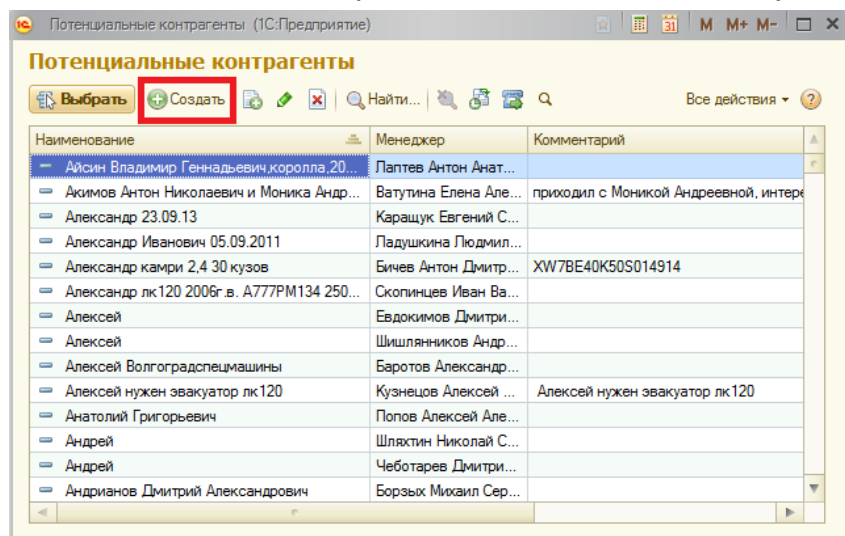 Потенциальные контрагенты (1С:Предприятие) 31 M M+ M-
Потенциальные контрагенты
Выбрать Создать Найти... Все действия
Наименование Менеджер Комментарий
Айсин Владимир Геннадьевич,королла,20... Лаптев Антон Анат...
Акимов Антон Николаевич и Моника Андр... Ватутина Елена Але... приходил с Моникой Андреевной, интере
Александр 23.09.13 Каращук Евгений С...
Александр Иванович 05.09.2011 Ладушкина Людмил...
Александр камри 2,4 30 кузов Бичев Антон Дмитр... XW7BE40K50S014914
Александр лк120 2006г.в. А777РМ134 250... Скопинцев Иван Ва...
Алексей Евдокимов Дмитри...
Алексей Шишлянников Андр...
Алексей Волгоградспецмашины Баротов Александр...
Алексей нужен эвакуатор лк120 Кузнецов Алексей ... Алексей нужен эвакуатор лк120
Анатолий Григорьевич Попов Алексей Але...
Андрей Шляхтин Николай С...
Андрей Чеботарев Дмитри...
Андрианов Дмитрий Александрович Борзых Михаил Сер...